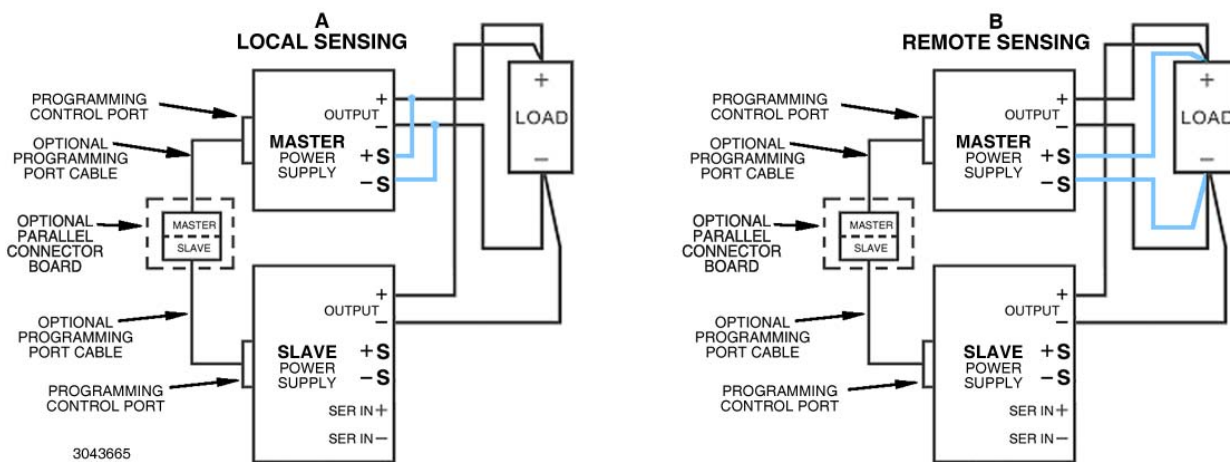 A
LOCAL SENSING
PROGRAMMING
CONTROL PORT
OPTIONAL
PROGRAMMING
PORT CABLE
OPTIONAL
PARALLEL
CONNECTOR
BOARD
OPTIONAL
PROGRAMMING
PORT CABLE
PROGRAMMING
CONTROL PORT
MASTER
SLAVE
+
OUTPUT
−
MASTER
POWER
SUPPLY
+S
−S
+
LOAD
−
+
OUTPUT
−
SLAVE
POWER
SUPPLY
+S
−S
SER IN +
SER IN −
3043665
B
REMOTE SENSING
PROGRAMMING
CONTROL PORT
OPTIONAL
PROGRAMMING
PORT CABLE
OPTIONAL
PARALLEL
CONNECTOR
BOARD
OPTIONAL
PROGRAMMING
PORT CABLE
PROGRAMMING
CONTROL PORT
MASTER
SLAVE
+
OUTPUT
−
MASTER
POWER
SUPPLY
+S
−S
+
LOAD
−
+
OUTPUT
−
SLAVE
POWER
SUPPLY
+S
−S
SER IN +
SER IN −